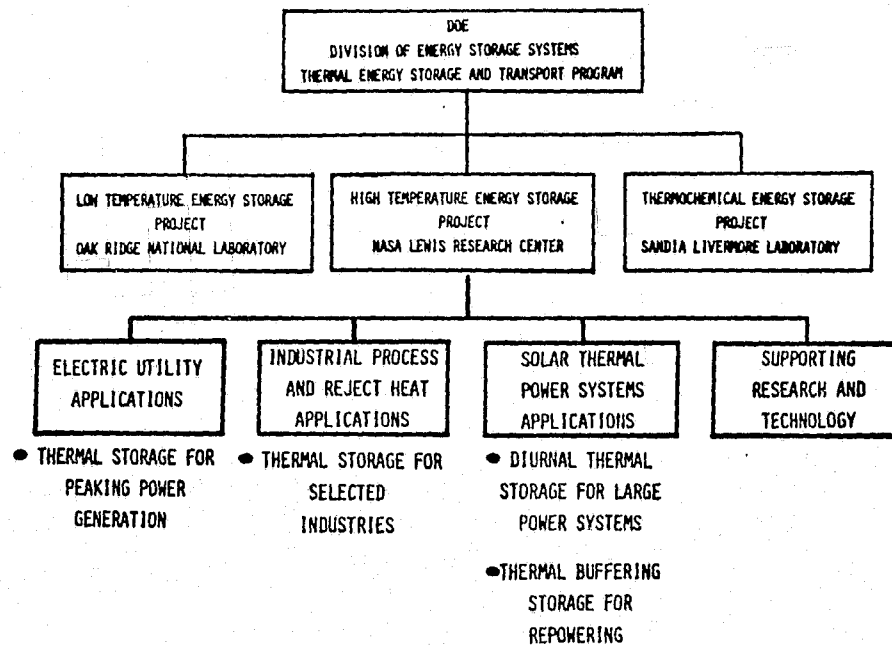 DOE
DIVISION OF ENERGY STORAGE SYSTEMS
THERMAL ENERGY STORAGE AND TRANSPORT PROGRAM
LOW TEMPERATURE ENERGY STORAGE
PROJECT
OAK RIDGE NATIONAL LABORATORY
HIGH TEMPERATURE ENERGY STORAGE
PROJECT
NASA LEWIS RESEARCH CENTER
THERMOCHEMICAL ENERGY STORAGE
PROJECT
SANDIA LIVERMORE LABORATORY
ELECTRIC UTILITY
APPLICATIONS
● THERMAL STORAGE FOR
PEAKING POWER
GENERATION
INDUSTRIAL PROCESS
AND REJECT HEAT
APPLICATIONS
● THERMAL STORAGE FOR
SELECTED
INDUSTRIES
SOLAR THERMAL
POWER SYSTEMS
APPLICATIONS
● DIURNAL THERMAL
STORAGE FOR LARGE
POWER SYSTEMS
● THERMAL BUFFERING
STORAGE FOR
REPOWERING
SUPPORTING
RESEARCH AND
TECHNOLOGY